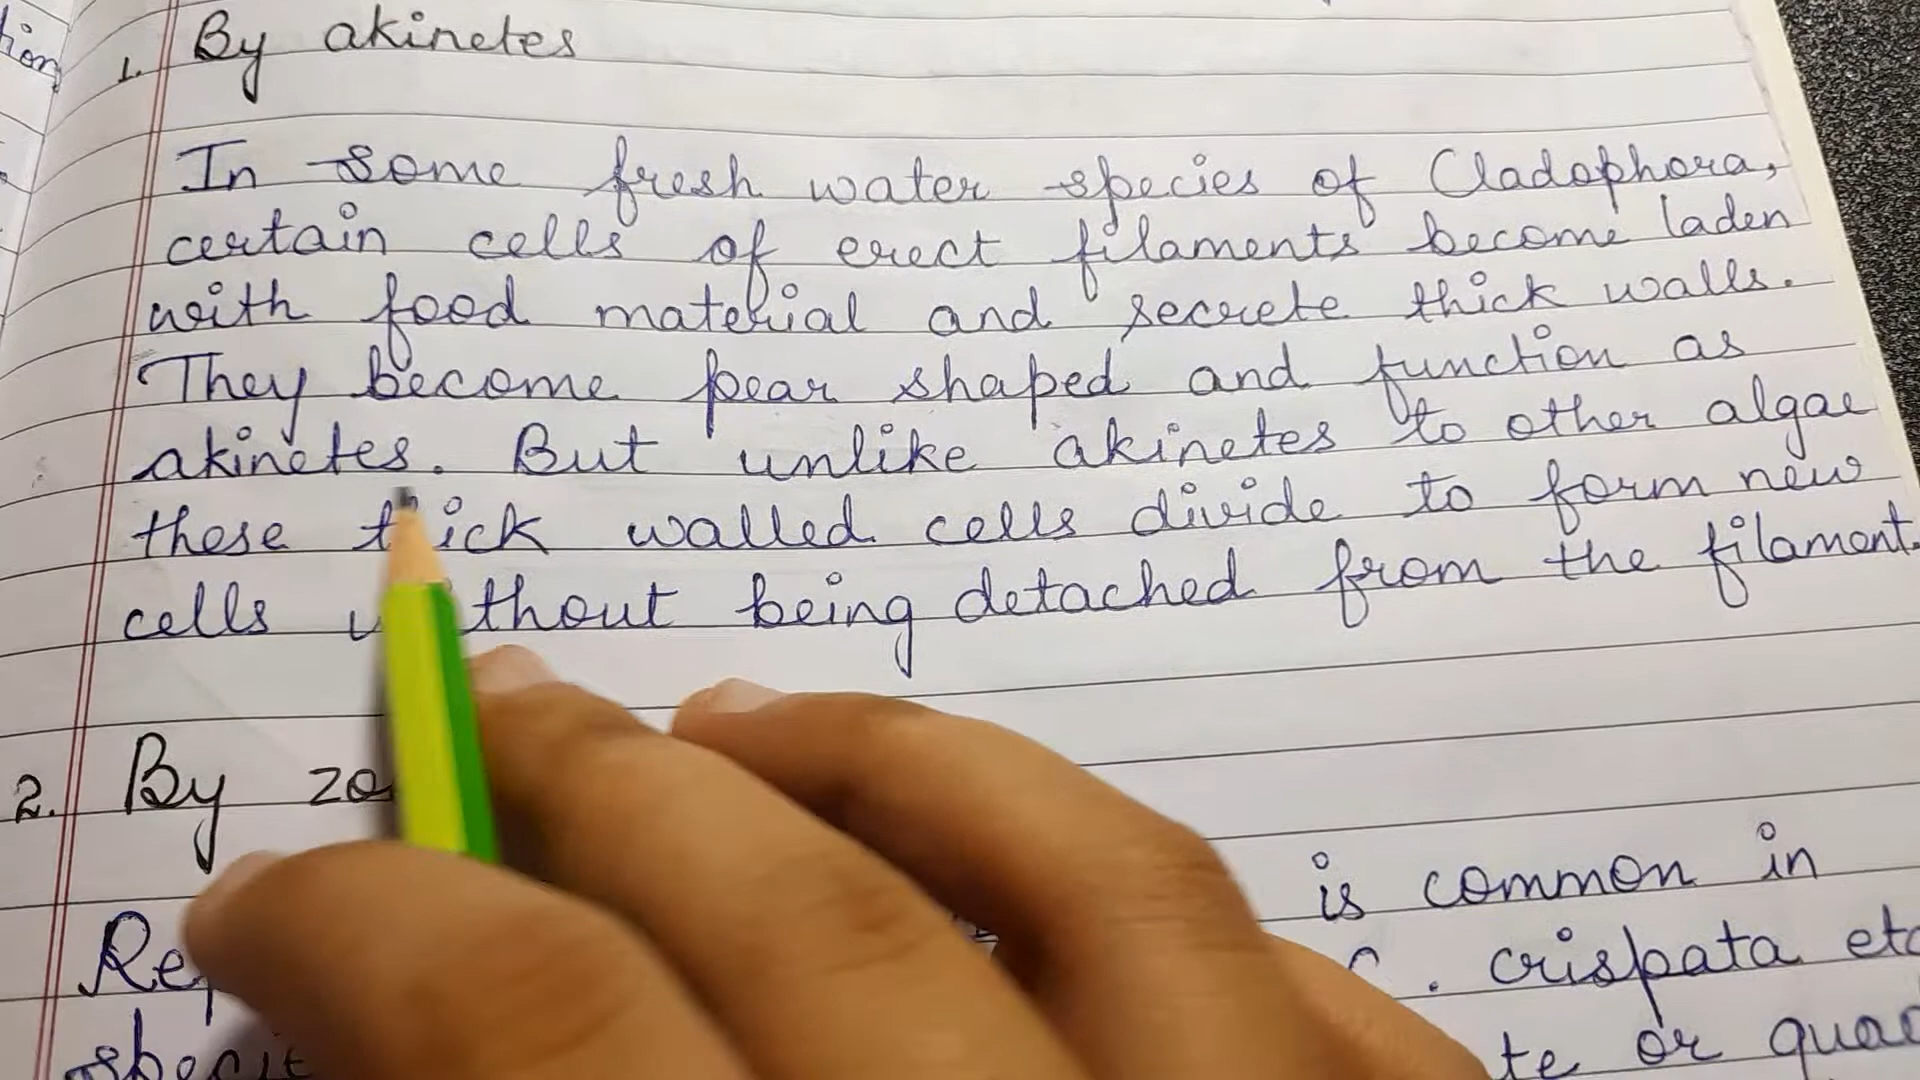 1. By akinetes
In some fresh water species of Cladophora,
certain cells of erect filaments become laden
with food material and secrete thick walls.
They become pear shaped and function as
akinetes. But unlike akinetes to other algae
these thick walled cells divide to form new
cells without being detached from the filament.
2. By
is common in
. crispata etc
or